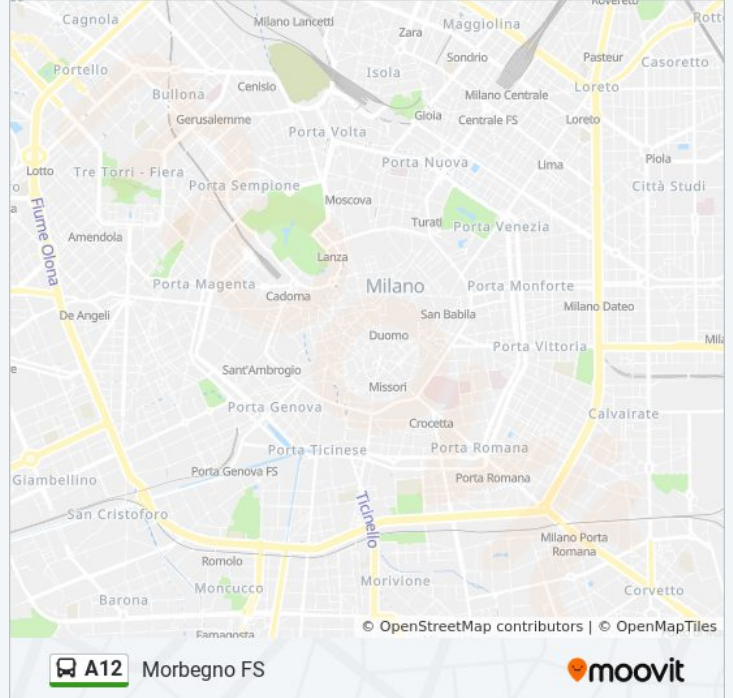 Rovereto
Cagnola
Milano Lancetti
Maggiolina
Rott
Zara
Sondrio
Pasteur
Casoretto
Portello
Isola
Bullona
Cenisio
Milano Centrale
Loreto
Gerusalemme
Gioia
Centrale FS
Loreto
Porta Volta
Lotto
Tre Torri - Fiera
Porta Nuova
Lima
Piola
Porta Sempione
Città Studi
o
Moscova
a
Fiume Olona
Turati
Porta Venezia
Amendola
Lanza
Porta Magenta
Cadorna
Milano
Porta Monforte
Milano Dateo
De Angeli
San Babila
Duomo
Porta Vittoria
Mila
e
Sant'Ambrogio
Missori
Porta Genova
Calvairate
Crocetta
Porta Ticinese
Porta Romana
Giambellino
Porta Genova FS
Porta Romana
San Cristoforo
Ticinello
Milano Porta
Romana
Romolo
Moncucco
Morivione
Corvetto
Barona
Famagosta
© OpenStreetMap contributors | © OpenMapTiles
A12 Morbegno FS
moovit